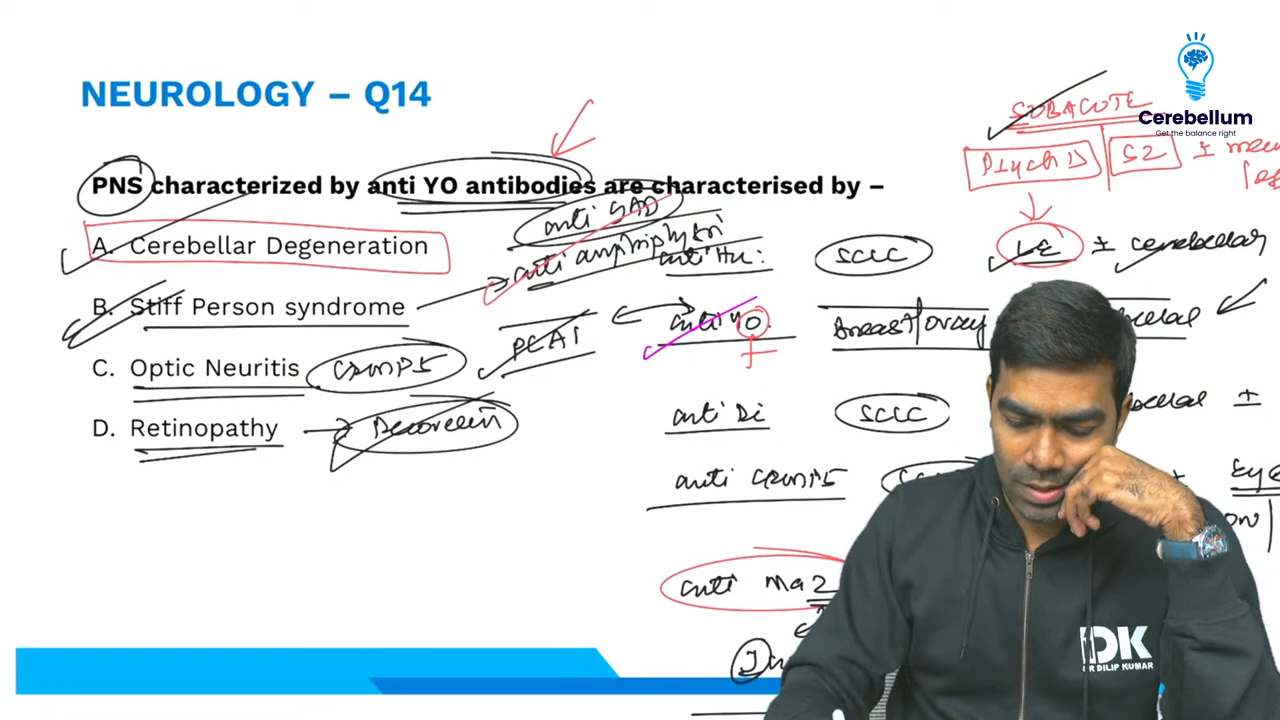 NEUROLOGY – Q14
Cerebellum
Get the balance right
SUBACUTE
S2 ±
PNS characterized by anti YO antibodies are characterised by –
anti GAD
A. Cerebellar Degeneration
anti amphiphysin
anti Hu:
SCLC
LE ± cerebellar
B. Stiff Person syndrome
PCA1
anti YO:
Breast/ovary
C. Optic Neuritis
CRMP5
D. Retinopathy
Recoverin
anti Ri
SCLC
±
anti CRMP5
Eye
anti Ma2
DK
DR DILIP KUMAR